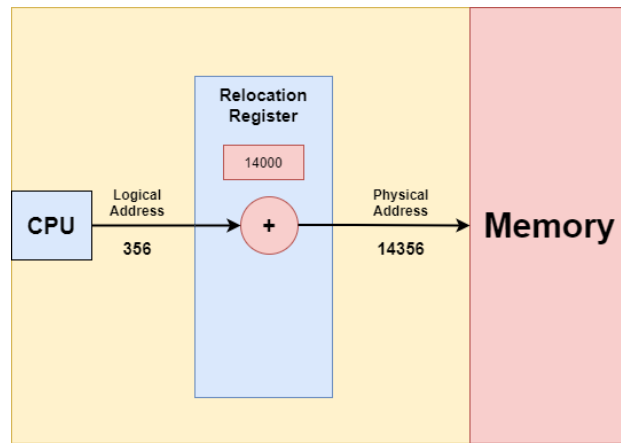 Relocation
Register
14000
CPU
Logical
Address
356
+
Physical
Address
14356
Memory